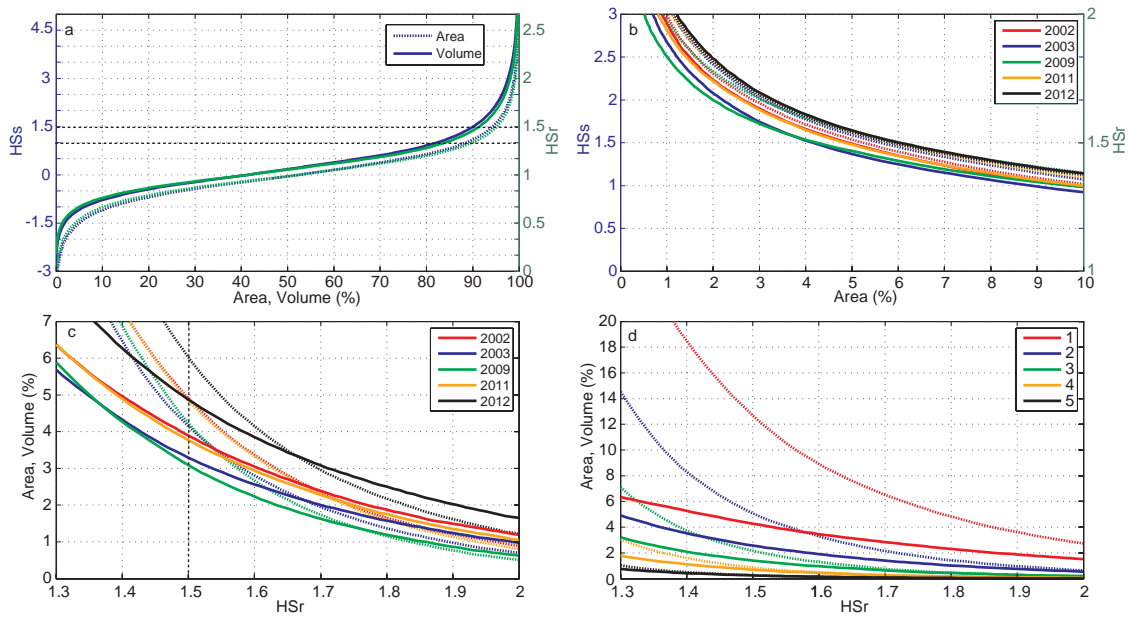 a
4.5
3
1.5
0
-1.5
-3
HSs
2.5
2
1.5
1
0.5
0
HSr
Area
Volume
0 10 20 30 40 50 60 70 80 90 100
Area, Volume (%)
b
3
2.5
2
1.5
1
0.5
0
HSs
2
1.5
1
HSr
2002
2003
2009
2011
2012
0 1 2 3 4 5 6 7 8 9 10
Area (%)
c
7
6
5
4
3
2
1
0
Area, Volume (%)
2002
2003
2009
2011
2012
1.3 1.4 1.5 1.6 1.7 1.8 1.9 2
HSr
d
20
18
16
14
12
10
8
6
4
2
0
Area, Volume (%)
1
2
3
4
5
1.3 1.4 1.5 1.6 1.7 1.8 1.9 2
HSr